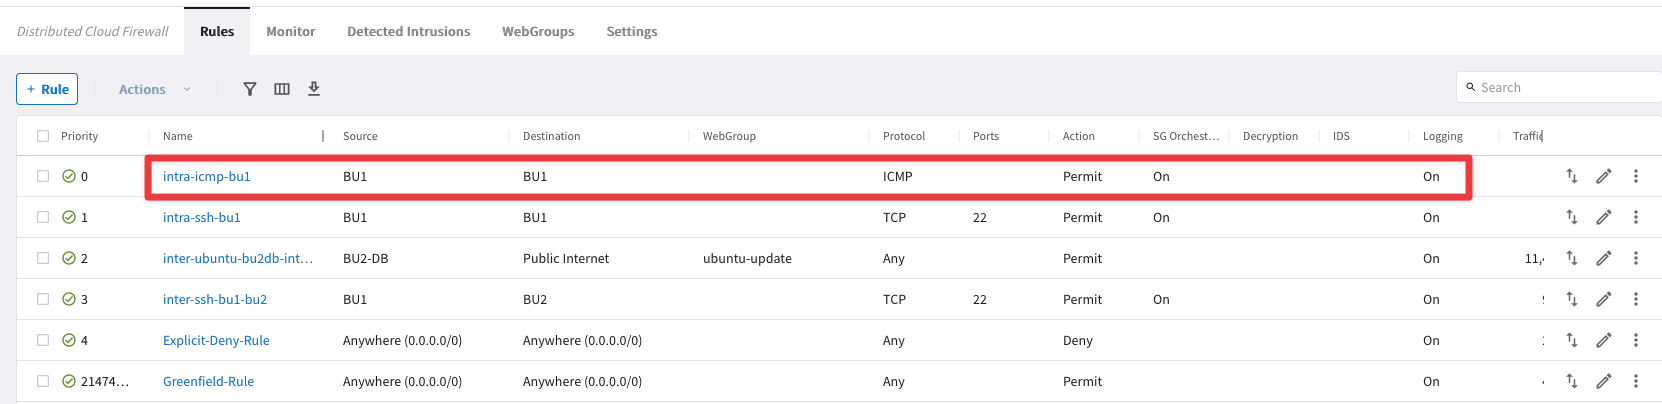 Distributed Cloud Firewall Rules Monitor Detected Intrusions WebGroups Settings
+ Rule Actions Search
Priority Name Source Destination WebGroup Protocol Ports Action SG Orchest... Decryption IDS Logging
0 intra-icmp-bu1 BU1 BU1 ICMP Permit On On
1 intra-ssh-bu1 BU1 BU1 TCP 22 Permit On On
2 inter-ubuntu-bu2db-int... BU2-DB Public Internet ubuntu-update Any Permit On 11,
3 inter-ssh-bu1-bu2 BU1 BU2 TCP 22 Permit On On
4 Explicit-Deny-Rule Anywhere (0.0.0.0/0) Anywhere (0.0.0.0/0) Any Deny On
21474... Greenfield-Rule Anywhere (0.0.0.0/0) Anywhere (0.0.0.0/0) Any Permit On